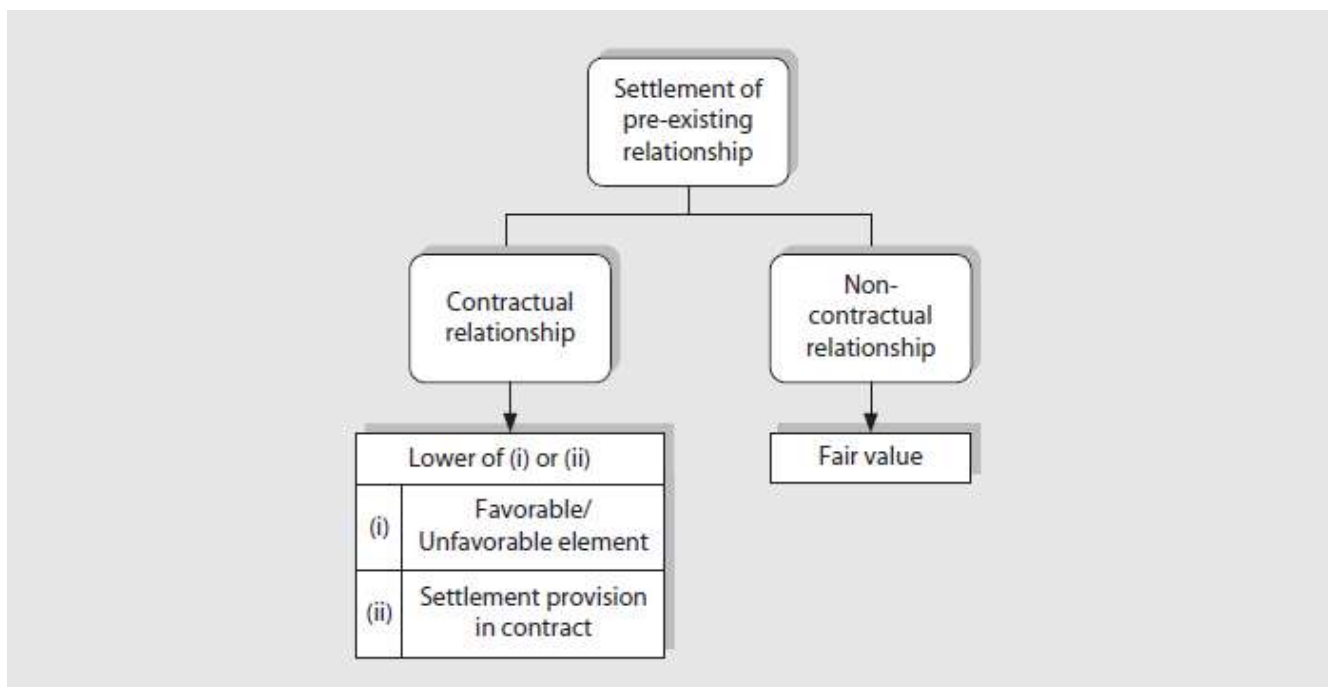 Settlement of
pre-existing
relationship
Contractual
relationship
Non-
contractual
relationship
Lower of (i) or (ii)
(i)
Favorable/
Unfavorable element
(ii)
Settlement provision
in contract
Fair value